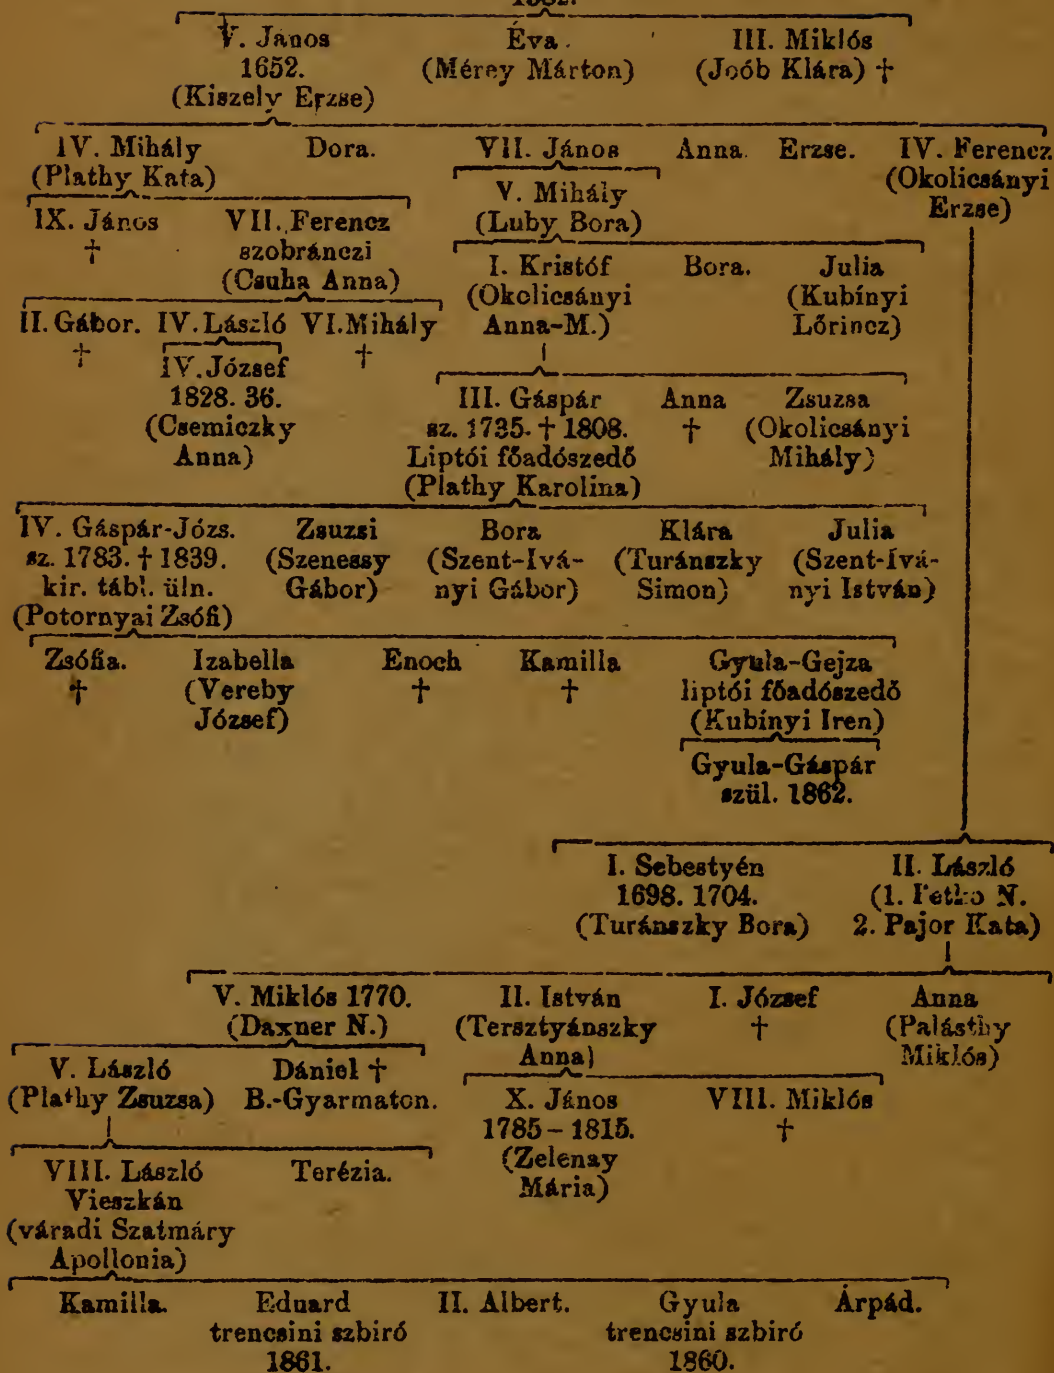 V. János Éva. III. Miklós
1652. (Mérey Márton) (Joób Klára) †
(Kiszely Erzse)
IV. Mihály Dora. VII. János Anna. Erzse. IV. Ferencz
(Plathy Kata) V. Mihály (Okolicsányi
IX. János VII. Ferencz (Luby Bora) Erzse)
† szobránczi I. Kristóf Bora. Julia
(Csuha Anna) (Okolicsányi (Kubínyi
II. Gábor. IV. László VI. Mihály Anna-M.) Lőrincz)
† †
IV. József
1828. 36. III. Gáspár Anna Zsuzsa
(Csemiczky sz. 1735. † 1808. † (Okolicsányi
Anna) Liptói főadószedő Mihály)
(Plathy Karolina)
IV. Gáspár-Józs. Zsuzsi Bora Klára Julia
sz. 1783. † 1839. (Szenessy (Szent-Ivá- (Turánszky (Szent-Ivá-
kir. tábl. üln. Gábor) nyi Gábor) Simon) nyi István)
(Potornyai Zsófi)
Zsófia. Izabella Enoch Kamilla Gyula-Gejza
† (Vereby † † liptói főadószedő
József) (Kubínyi Iren)
Gyula-Gáspár
szül. 1862.
I. Sebestyén II. László
1698. 1704. (1. Petko N.
(Turánszky Bora) 2. Pajor Kata)
V. Miklós 1770. II. István I. József Anna
(Daxner N.) (Tersztyánszky † (Palásthy
Anna) Miklós)
V. László Dániel †
(Plathy Zsuzsa) B.-Gyarmaton. X. János VIII. Miklós
1785–1815. †
VIII. László Terézia. (Zelenay
Vieszkán Mária)
(váradi Szatmáry
Apollonia)
Kamilla. Eduard II. Albert. Gyula Árpád.
trencsini szbiró trencsini szbiró
1861. 1860.